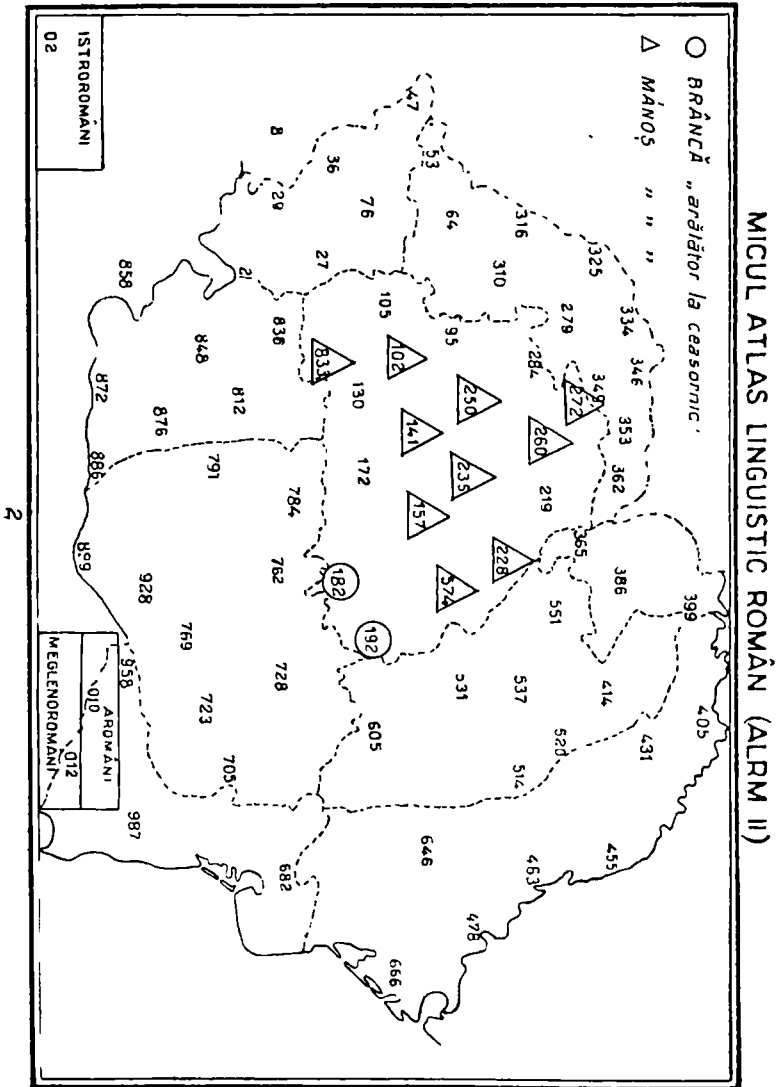 MICUL ATLAS LINGUISTIC ROMÂN (ALRM II)
BRÂNCĂ „arătător la ceasornic'
MÁNOȘ „ „ „
399 405
334 346 353 362 386 414 431 455
325 349 365
279 272 260 219 551 520
316 284 537 514 463
310 228 478
64 95 250 235 574 531
47 53 102 141 157 646
105 192 605 666
76 130 172
36 27 833 182
8 29 836 784 762 728 682
21 812 705
848 791 769 723
876 928
858 958 987
872 886 899
ISTROROMÂNI
02
AROMÂNI
010
012
MEGLENOROMÂNI
2